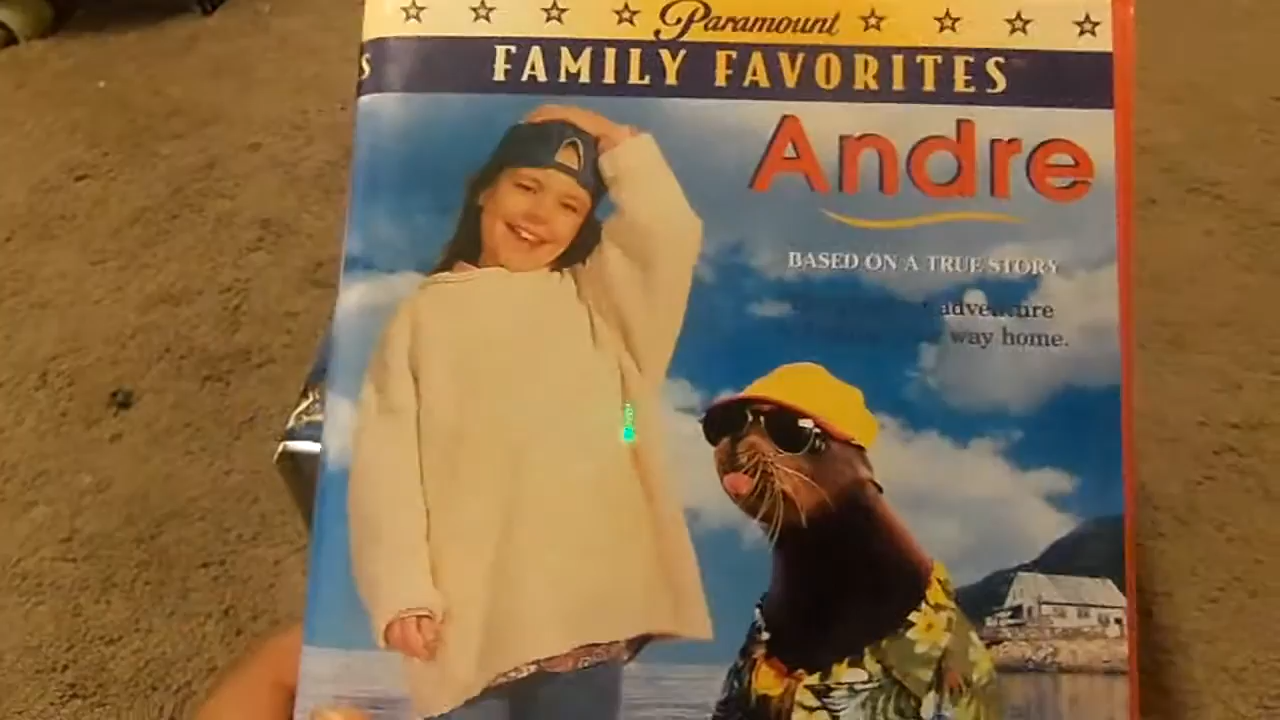 Paramount
S
FAMILY FAVORITES
Andre
BASED ON A TRUE STORY
adventure
way home.